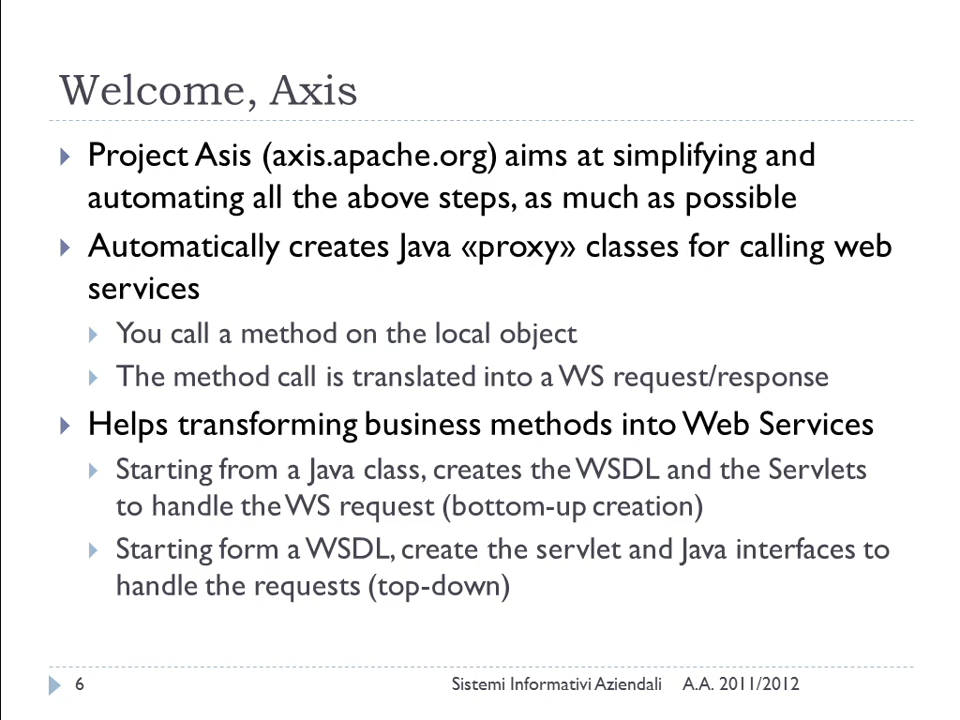 Welcome, Axis
Project Asis (axis.apache.org) aims at simplifying and
automating all the above steps, as much as possible
Automatically creates Java «proxy» classes for calling web
services
You call a method on the local object
The method call is translated into a WS request/response
Helps transforming business methods into Web Services
Starting from a Java class, creates the WSDL and the Servlets
to handle the WS request (bottom-up creation)
Starting form a WSDL, create the servlet and Java interfaces to
handle the requests (top-down)
6 Sistemi Informativi Aziendali A.A. 2011/2012